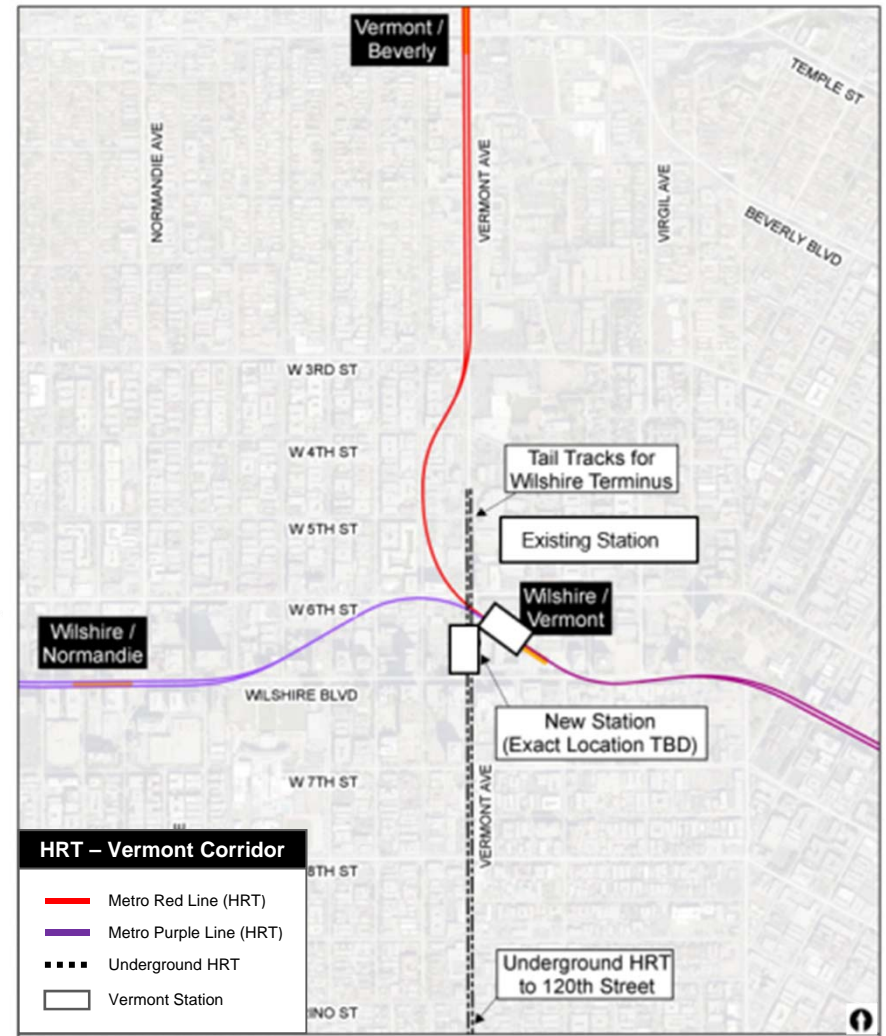 Vermont /
Beverly
TEMPLE ST
NORMANDIE AVE
VERMONT AVE
VIRGIL AVE
BEVERLY BLVD
W 3RD ST
W 4TH ST
Tail Tracks for
Wilshire Terminus
W 5TH ST
Existing Station
W 6TH ST
Wilshire /
Vermont
Wilshire /
Normandie
WILSHIRE BLVD
New Station
(Exact Location TBD)
W 7TH ST
VERMONT AVE
HRT – Vermont Corridor
8TH ST
Metro Red Line (HRT)
Metro Purple Line (HRT)
Underground HRT
Vermont Station
Underground HRT
to 120th Street
INO ST